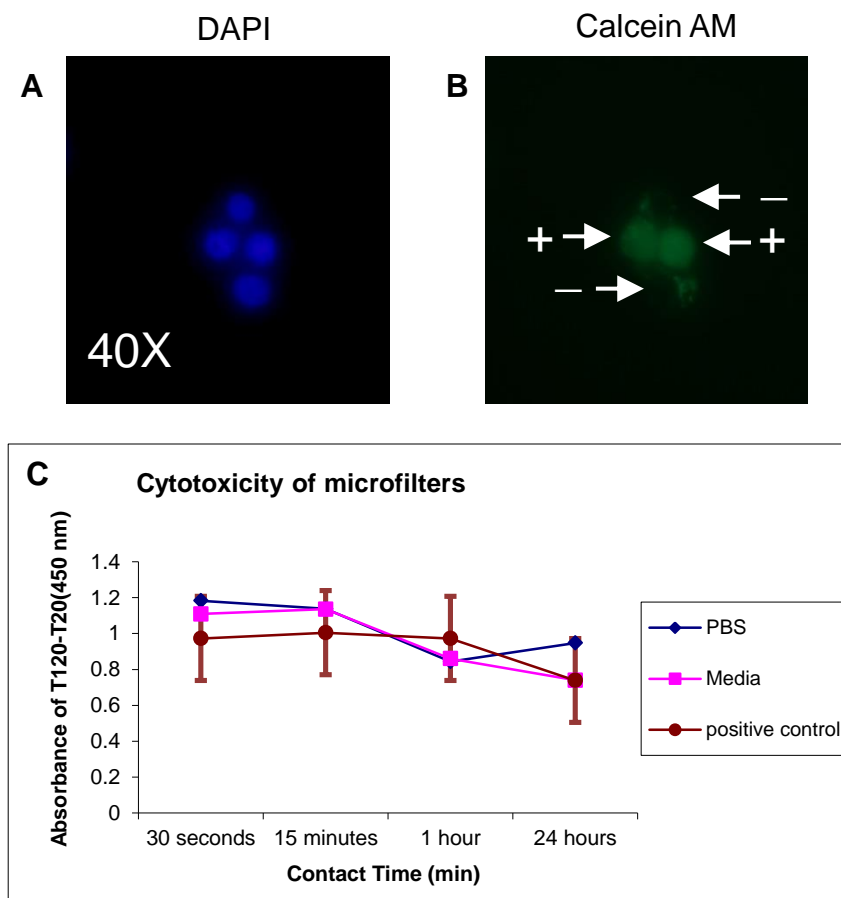 DAPI
Calcein AM
A
B
40X
—
+
+
—
C
Cytotoxicity of microfilters
Absorbance of T120-T20(450 nm)
1.4
1.2
1
0.8
0.6
0.4
0.2
0
30 seconds
15 minutes
1 hour
24 hours
Contact Time (min)
PBS
Media
positive control